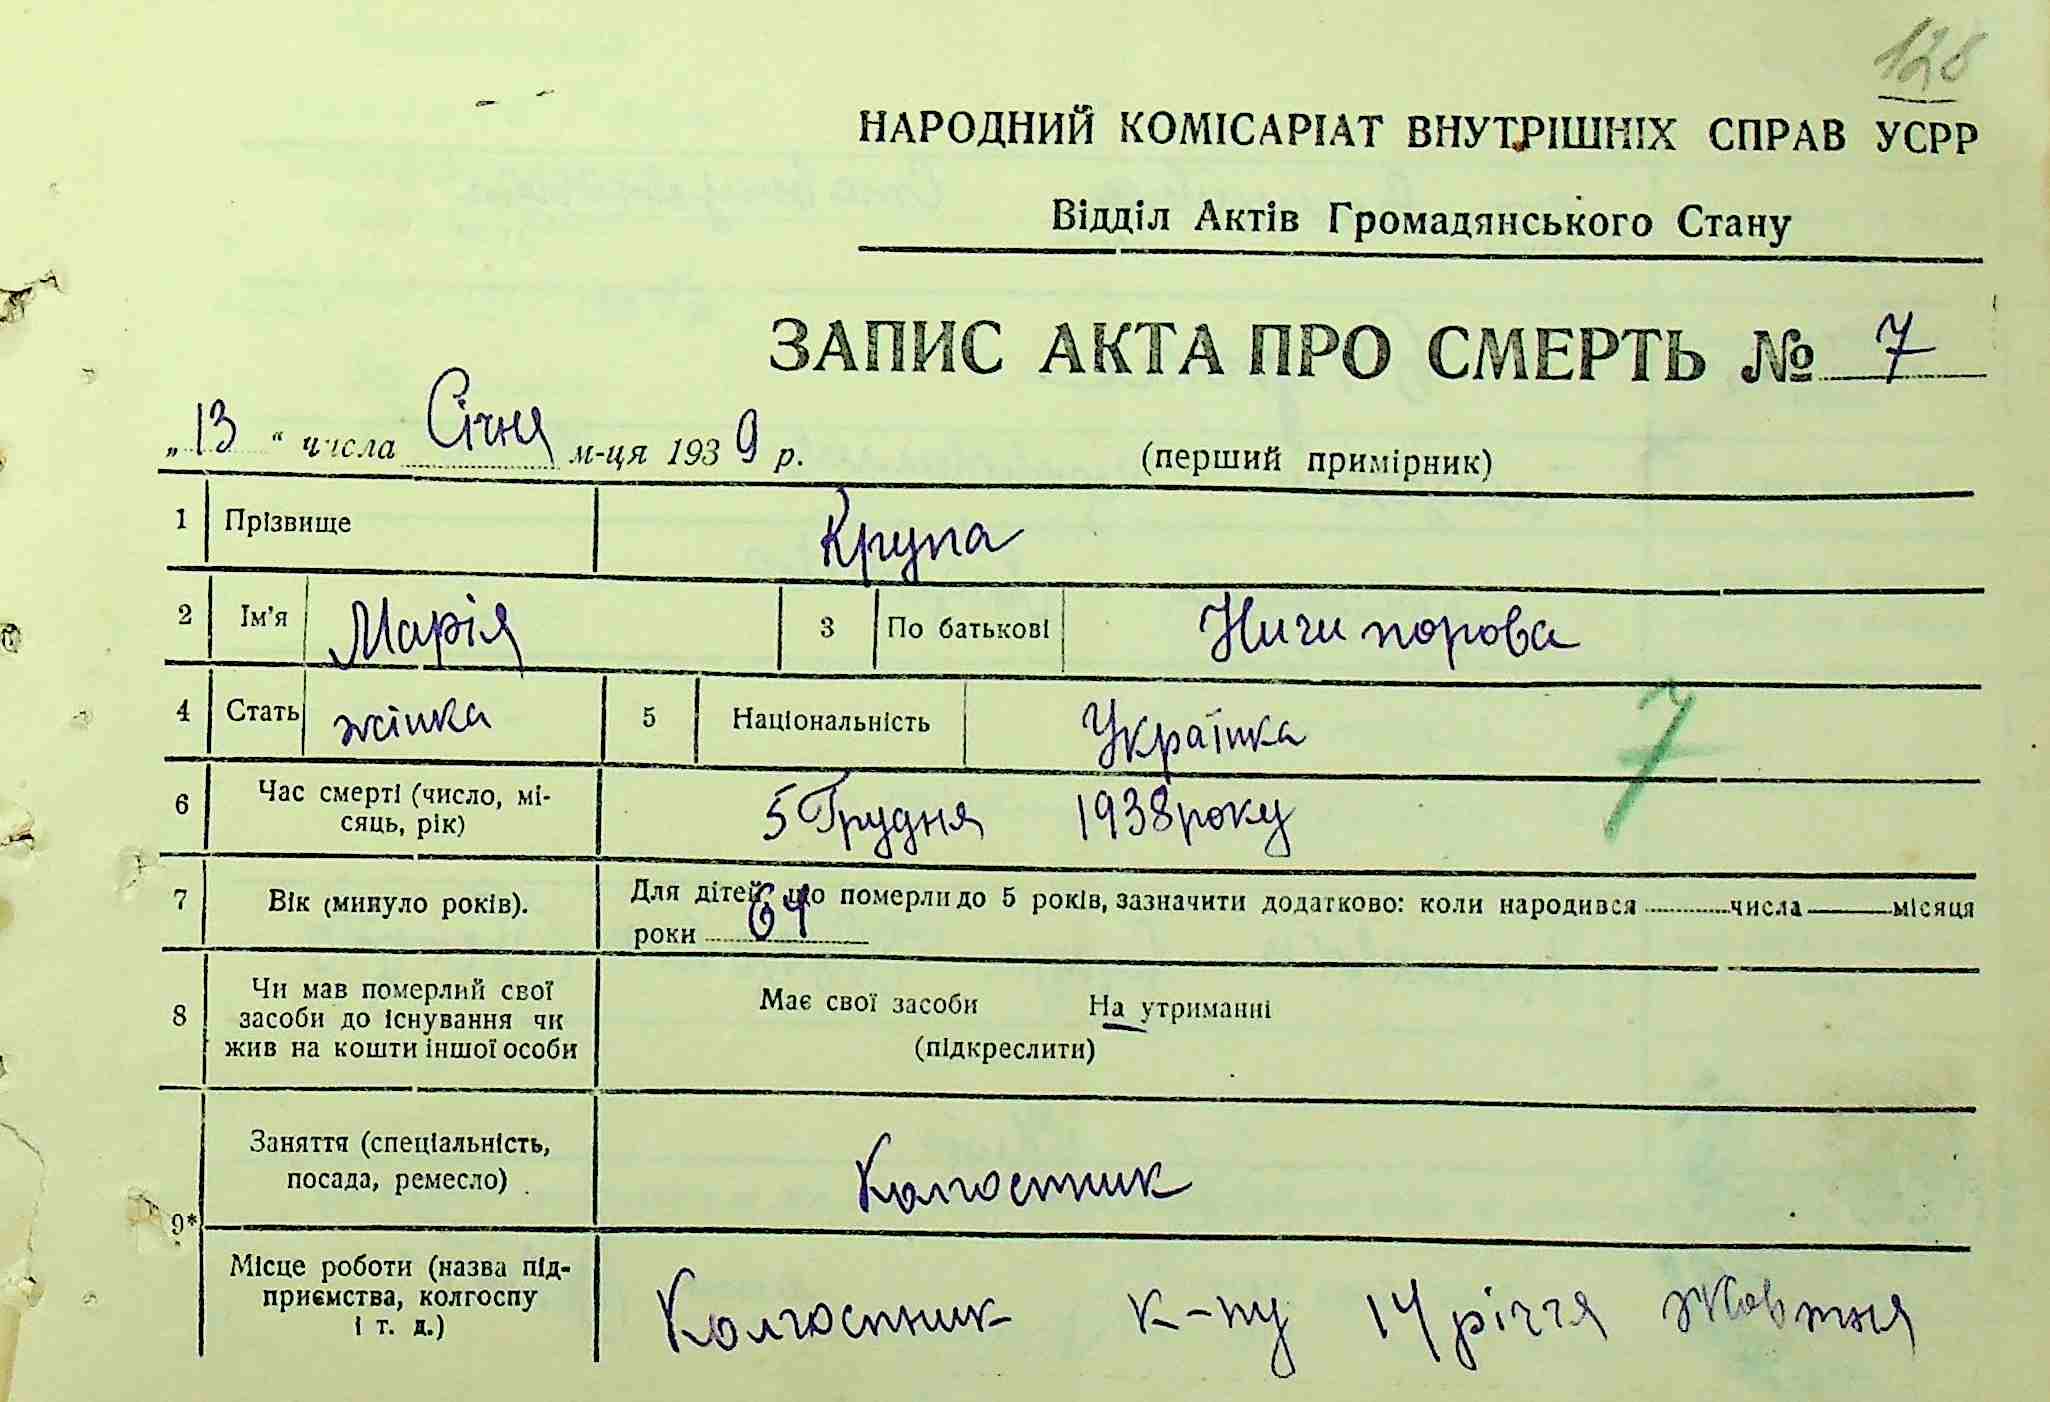 128
НАРОДНИЙ КОМІСАРІАТ ВНУТРІШНІХ СПРАВ УСРР
Відділ Актів Громадянського Стану
ЗАПИС АКТА ПРО СМЕРТЬ № 7
„13“ числа Січня м-ця 1939 р. (перший примірник)
1 Прізвище Крупа
2 Ім'я Марія 3 По батькові Ничипорова
4 Стать жінка 5 Національність Українка
7
6 Час смерті (число, мі-
сяць, рік) 5 Грудня 1938 року
7 Вік (минуло років). Для дітей, що померли до 5 років, зазначити додатково: коли народився числа місяця
роки 64
8 Чи мав померлий свої
засоби до існування чи
жив на кошти іншої особи
Має свої засоби На утриманні
(підкреслити)
9*
Заняття (спеціальність,
посада, ремесло) Колгоспник
Місце роботи (назва під-
приємства, колгоспу
і т. д.) Колгоспник к-пу 14 річчя Жовтня